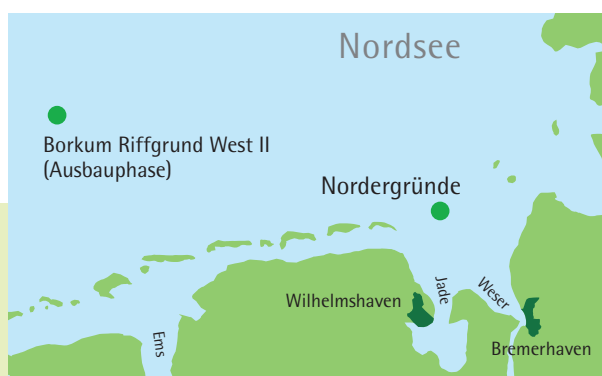 Nordsee
Borkum Riffgrund West II
(Ausbauphase)
Nordergründe
Wilhelmshaven
Jade
Weser
Ems
Bremerhaven